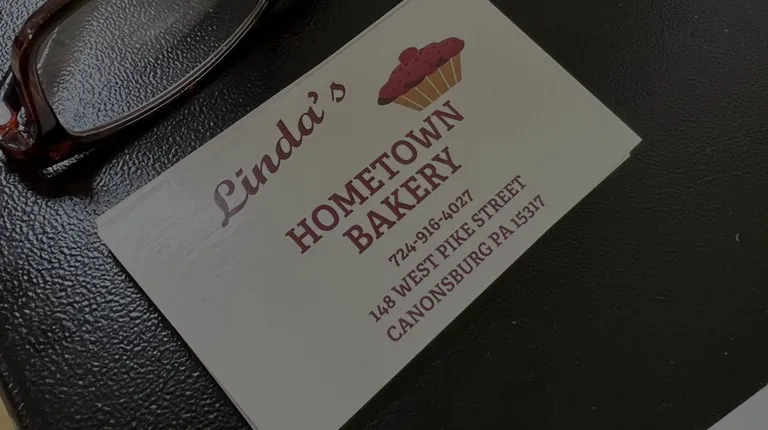 Linda's
HOMETOWN
BAKERY
724-916-4027
148 WEST PIKE STREET
CANONSBURG PA 15317